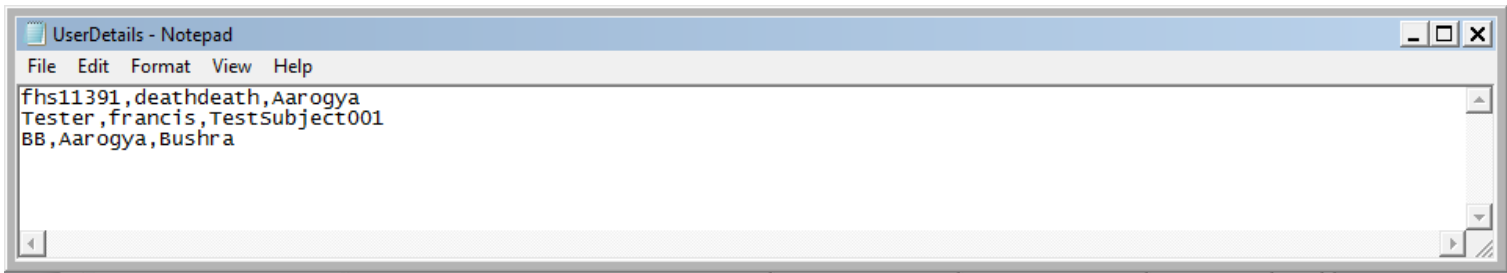 UserDetails - Notepad
File Edit Format View Help
fhs11391,deathdeath,Aarogya
Tester,francis,TestSubject001
BB,Aarogya,Bushra